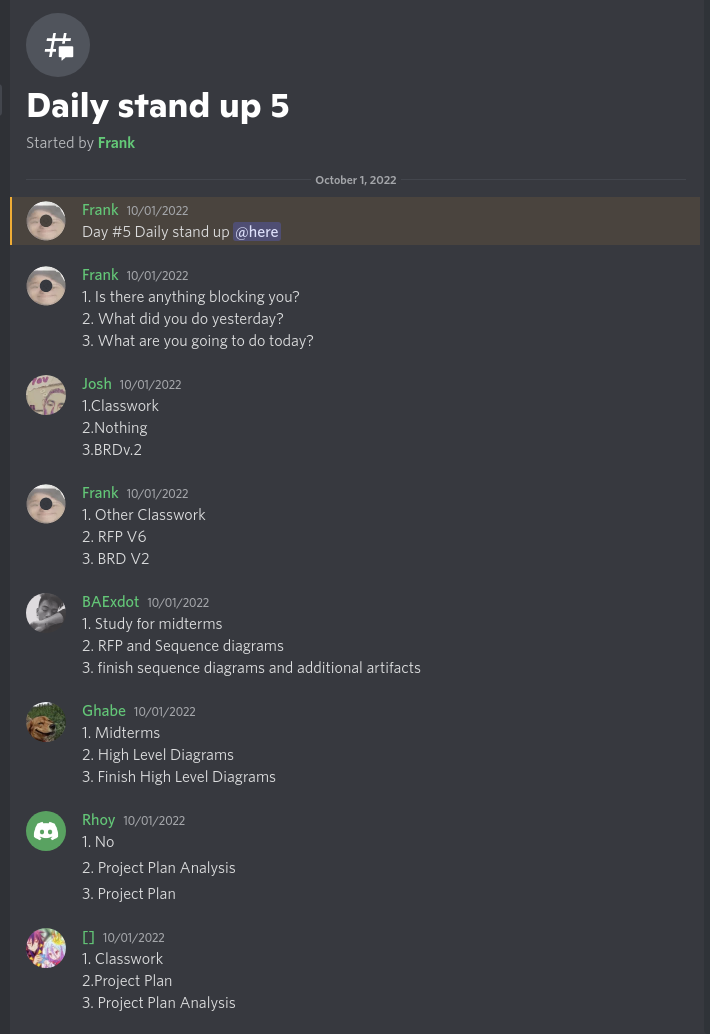 Daily stand up 5
Started by Frank
October 1, 2022
Frank 10/01/2022
Day #5 Daily stand up @here
Frank 10/01/2022
1. Is there anything blocking you?
2. What did you do yesterday?
3. What are you going to do today?
Josh 10/01/2022
1.Classwork
2.Nothing
3.BRDv.2
Frank 10/01/2022
1. Other Classwork
2. RFP V6
3. BRD V2
BAExdot 10/01/2022
1. Study for midterms
2. RFP and Sequence diagrams
3. finish sequence diagrams and additional artifacts
Ghabe 10/01/2022
1. Midterms
2. High Level Diagrams
3. Finish High Level Diagrams
Rhoy 10/01/2022
1. No
2. Project Plan Analysis
3. Project Plan
[] 10/01/2022
1. Classwork
2.Project Plan
3. Project Plan Analysis